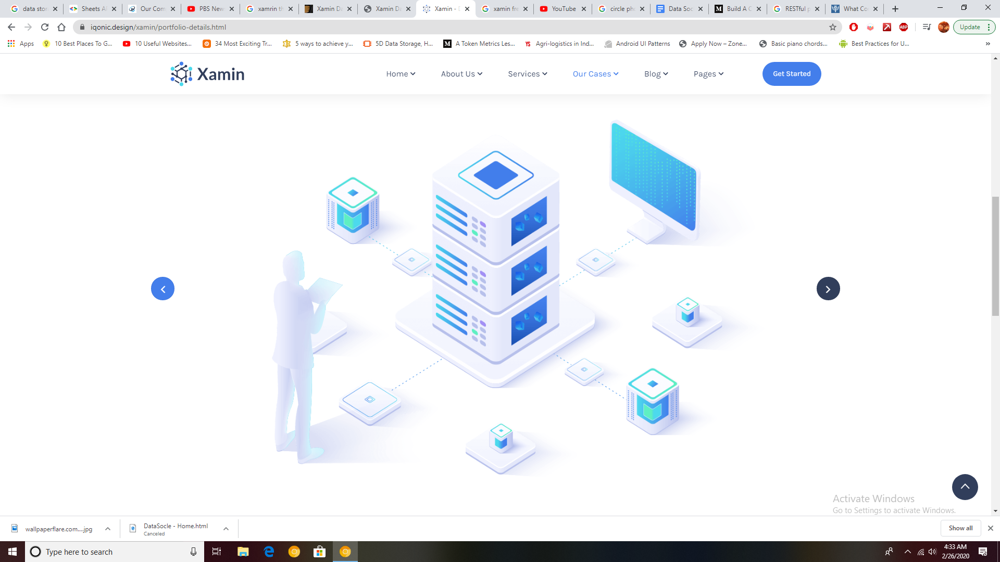 data stor
Sheets A
Our Com
PBS New
xamrin th
Xamin Da
Xamin Da
Xamin - 
xamin fre
YouTube
circle pho
Data Soc
Build A C
RESTful p
What Co
iqonic.design/xamin/portfolio-details.html
ABP
Update
Apps
10 Best Places To G...
10 Useful Websites...
34 Most Exciting Tr...
5 ways to achieve y...
5D Data Storage, H...
A Token Metrics Les...
YS
Agri-logistics in Ind...
Android UI Patterns
Apply Now – Zone...
Basic piano chords...
Best Practices for U...
»
Xamin
Home
About Us
Services
Our Cases
Blog
Pages
Get Started
Activate Windows
Go to Settings to activate Windows.
wallpaperflare.com....jpg
DataSocle - Home.html
Canceled
Show all
Type here to search
4:33 AM
2/26/2020